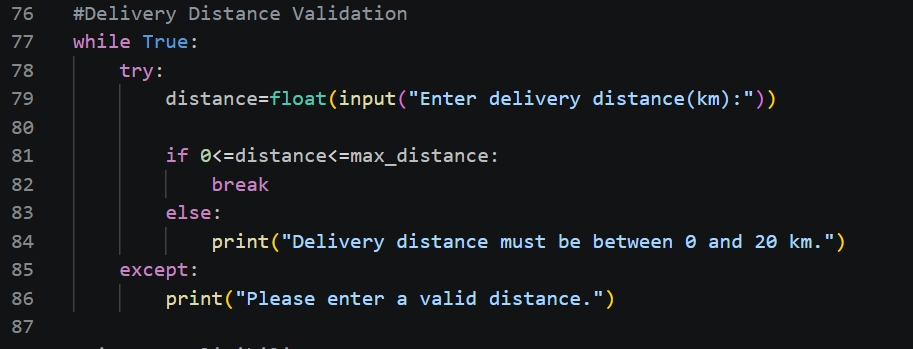 76 #Delivery Distance Validation
77 while True:
78     try:
79         distance=float(input("Enter delivery distance(km):"))
80
81         if 0<=distance<=max_distance:
82             break
83         else:
84             print("Delivery distance must be between 0 and 20 km.")
85     except:
86         print("Please enter a valid distance.")
87